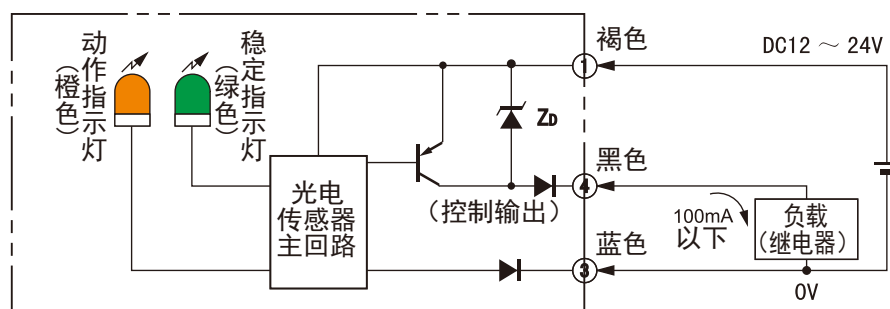 动作指示灯
(橙色)
稳定指示灯
(绿色)
褐色
DC12 ～ 24V
1
ZD
黑色
4
(控制输出)
光电
传感器
主回路
100mA
以下
负载
(继电器)
蓝色
3
0V